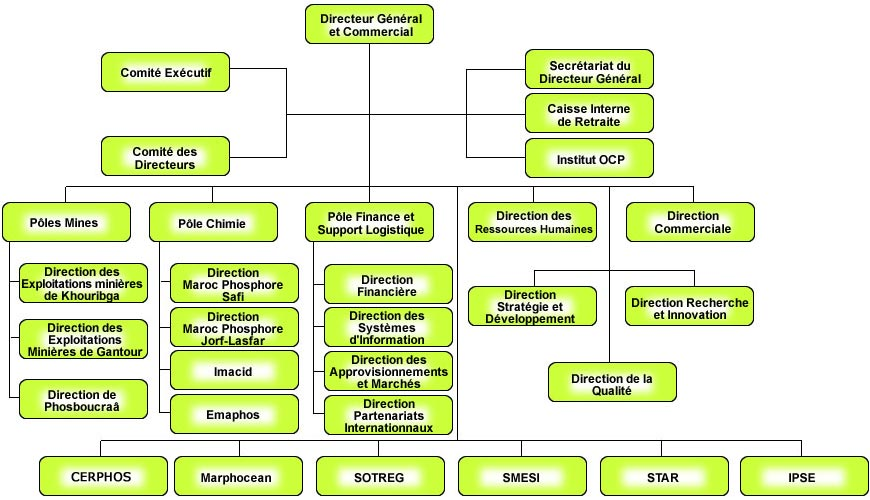 Directeur Général
et Commercial
Comité Exécutif
Secrétariat du
Directeur Général
Caisse Interne
de Retraite
Comité des
Directeurs
Institut OCP
Pôles Mines
Pôle Chimie
Pôle Finance et
Support Logistique
Direction des
Ressources Humaines
Direction
Commerciale
Direction des
Exploitations minières
de Khouribga
Direction des
Exploitations
Minières de Gantour
Direction de
Phosboucraâ
Direction
Maroc Phosphore
Safi
Direction
Maroc Phosphore
Jorf-Lasfar
Imacid
Emaphos
Direction
Financière
Direction des
Systèmes
d'Information
Direction des
Approvisionnements
et Marchés
Direction
Partenariats
Internationnaux
Direction
Stratégie et
Développement
Direction Recherche
et Innovation
Direction de la
Qualité
CERPHOS
Marphocean
SOTREG
SMESI
STAR
IPSE